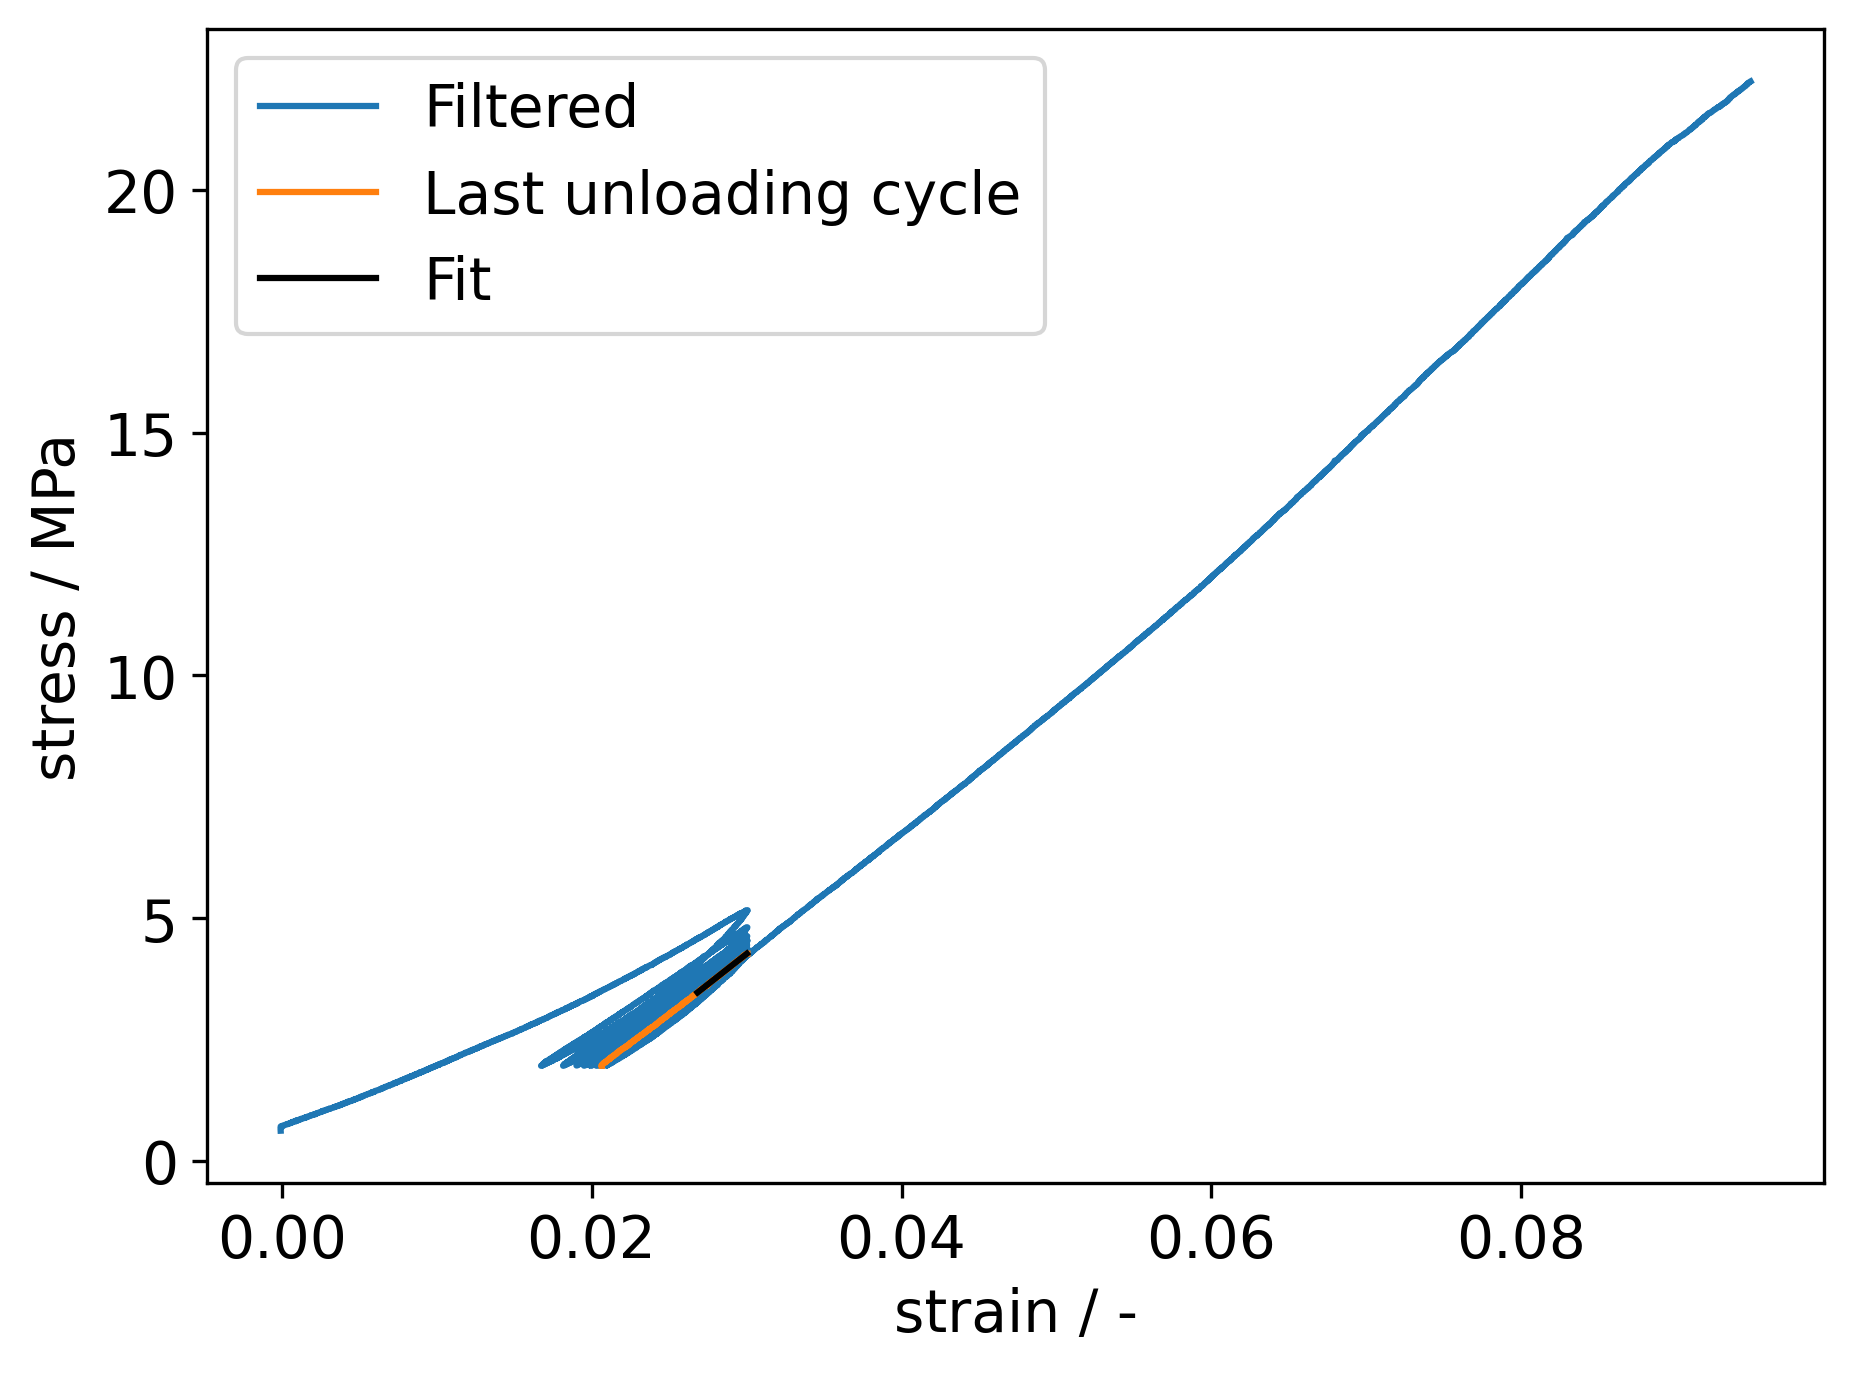 Filtered
Last unloading cycle
Fit
20
15
10
5
0
stress / MPa
0.00 0.02 0.04 0.06 0.08
strain / -